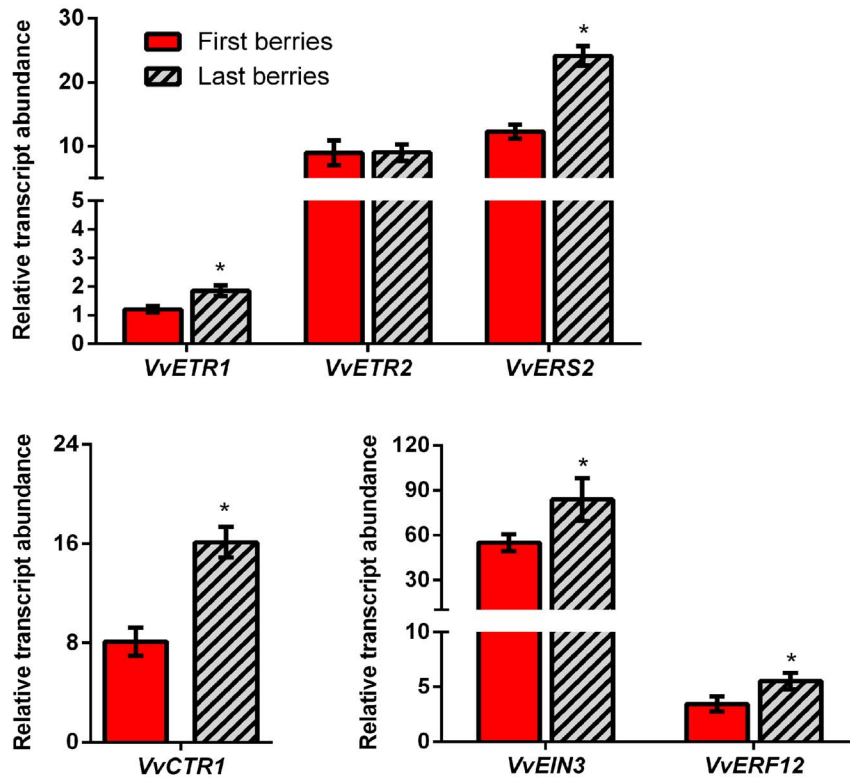 Relative transcript abundance
30
20
10
5
4
3
2
1
0
First berries
Last berries
*
*
VvETR1
VvETR2
VvERS2
Relative transcript abundance
24
16
8
0
*
VvCTR1
Relative transcript abundance
120
90
60
30
10
5
0
*
*
VvEIN3
VvERF12